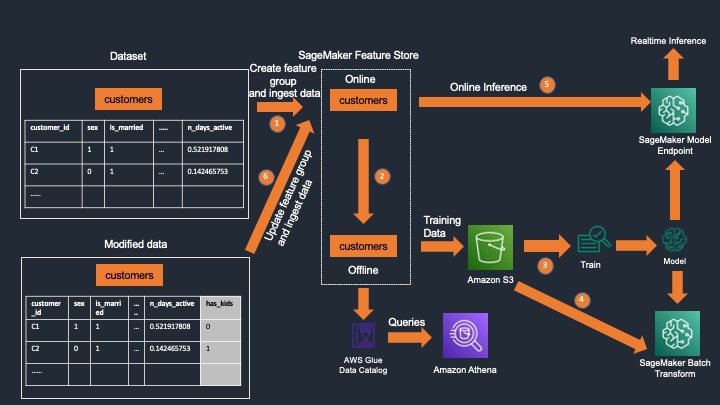 Dataset
SageMaker Feature Store
Realtime Inference
Create feature
group
and ingest data
Online
customers
customers
Online Inference
5
1
customer_id sex is_married ..... n_days_active
C1 1 1 ... 0.521917808
C2 0 1 ... 0.142465753
......
SageMaker Model
Endpoint
6
Update feature group
and ingest data
2
Modified data
customers
customers
Offline
Training
Data
Amazon S3
3
Train
Model
4
customer
_id sex is_marri
ed ...
.. n_days_active has_kids
C1 1 1 ... 0.521917808 0
C2 0 1 ... 0.142465753 1
......
AWS Glue
Data Catalog
Queries
Amazon Athena
SageMaker Batch
Transform